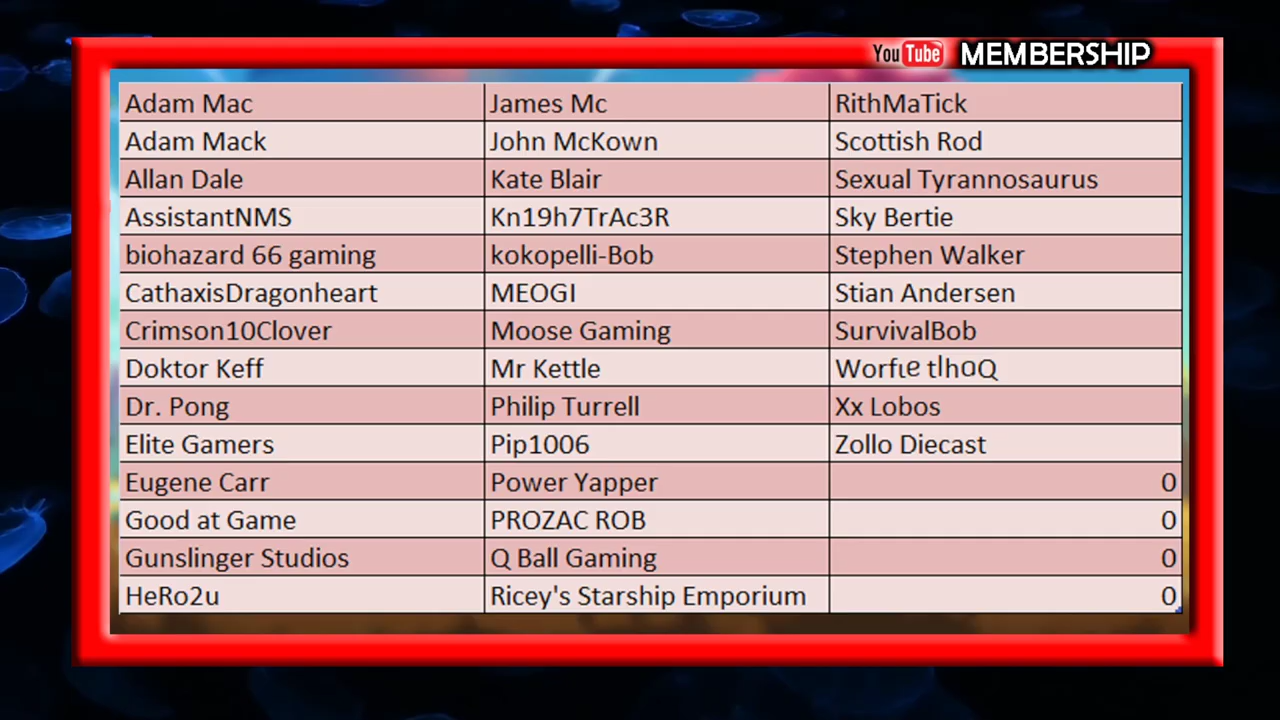 YouTube MEMBERSHIP
Adam Mac James Mc RithMaTick
Adam Mack John McKown Scottish Rod
Allan Dale Kate Blair Sexual Tyrannosaurus
AssistantNMS Kn19h7TrAc3R Sky Bertie
biohazard 66 gaming kokopelli-Bob Stephen Walker
CathaxisDragonheart MEOGI Stian Andersen
Crimson10Clover Moose Gaming SurvivalBob
Doktor Keff Mr Kettle Worfɩҽ tlhօQ
Dr. Pong Philip Turrell Xx Lobos
Elite Gamers Pip1006 Zollo Diecast
Eugene Carr Power Yapper 0
Good at Game PROZAC ROB 0
Gunslinger Studios Q Ball Gaming 0
HeRo2u Ricey's Starship Emporium 0